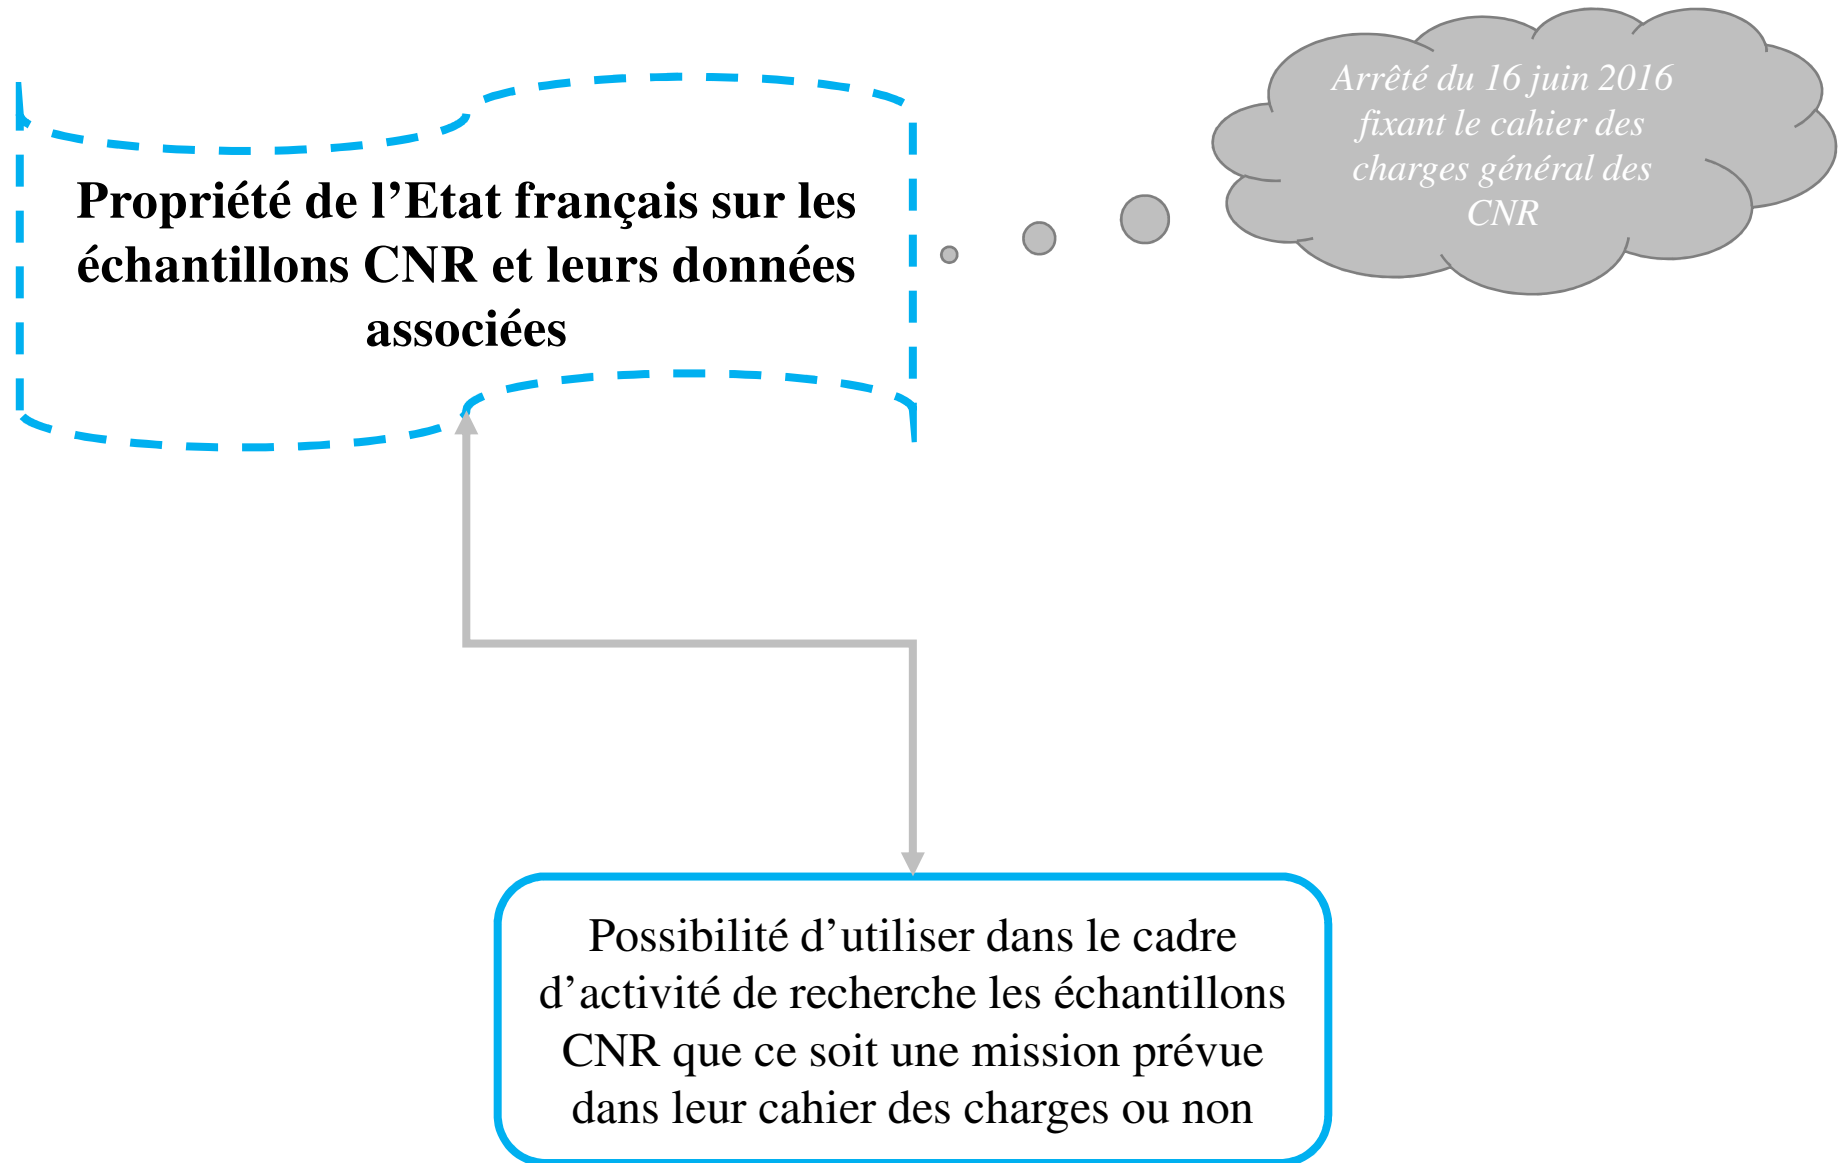 Arrêté du 16 juin 2016
fixant le cahier des
charges général des
CNR
Propriété de l’Etat français sur les
échantillons CNR et leurs données
associées
Possibilité d’utiliser dans le cadre
d’activité de recherche les échantillons
CNR que ce soit une mission prévue
dans leur cahier des charges ou non